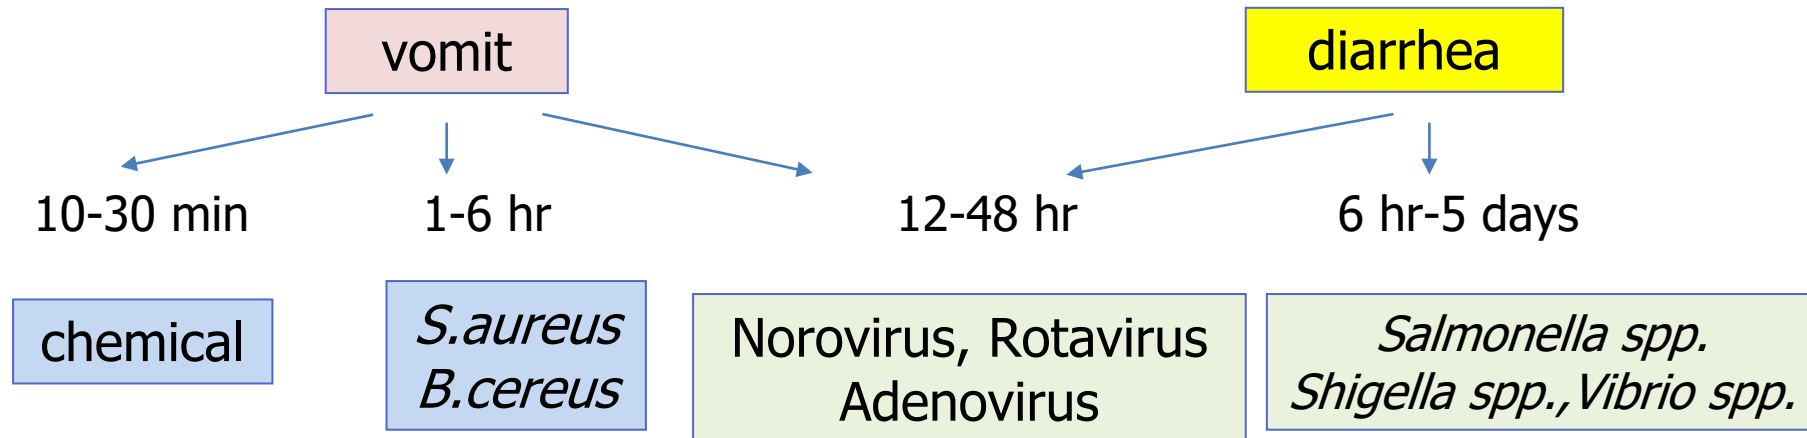 vomit
diarrhea
10-30 min
1-6 hr
12-48 hr
6 hr-5 days
chemical
S.aureus
B.cereus
Norovirus, Rotavirus
Adenovirus
Salmonella spp.
Shigella spp.,Vibrio spp.